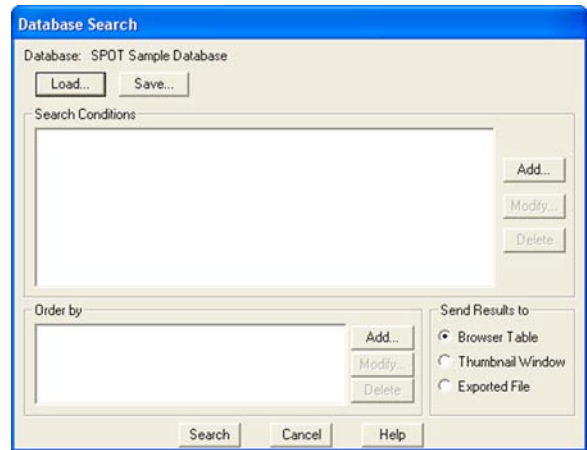 Database Search
Database: SPOT Sample Database
Load... Save...
Search Conditions
Add...
Modify...
Delete
Order by
Add...
Modify...
Delete
Send Results to
Browser Table
Thumbnail Window
Exported File
Search Cancel Help